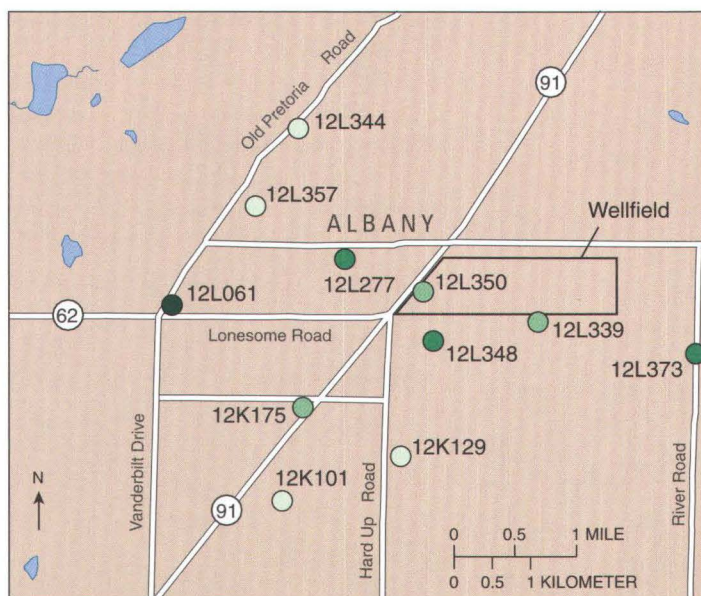 Old Pretoria Road
91
12L344
12L357
ALBANY
Wellfield
12L277
12L350
12L061
62
Lonesome Road
12L339
12L348
12L373
12K175
12K129
12K101
Vanderbilt Drive
Hard Up Road
River Road
N
91
0 0.5 1 MILE
0 0.5 1 KILOMETER